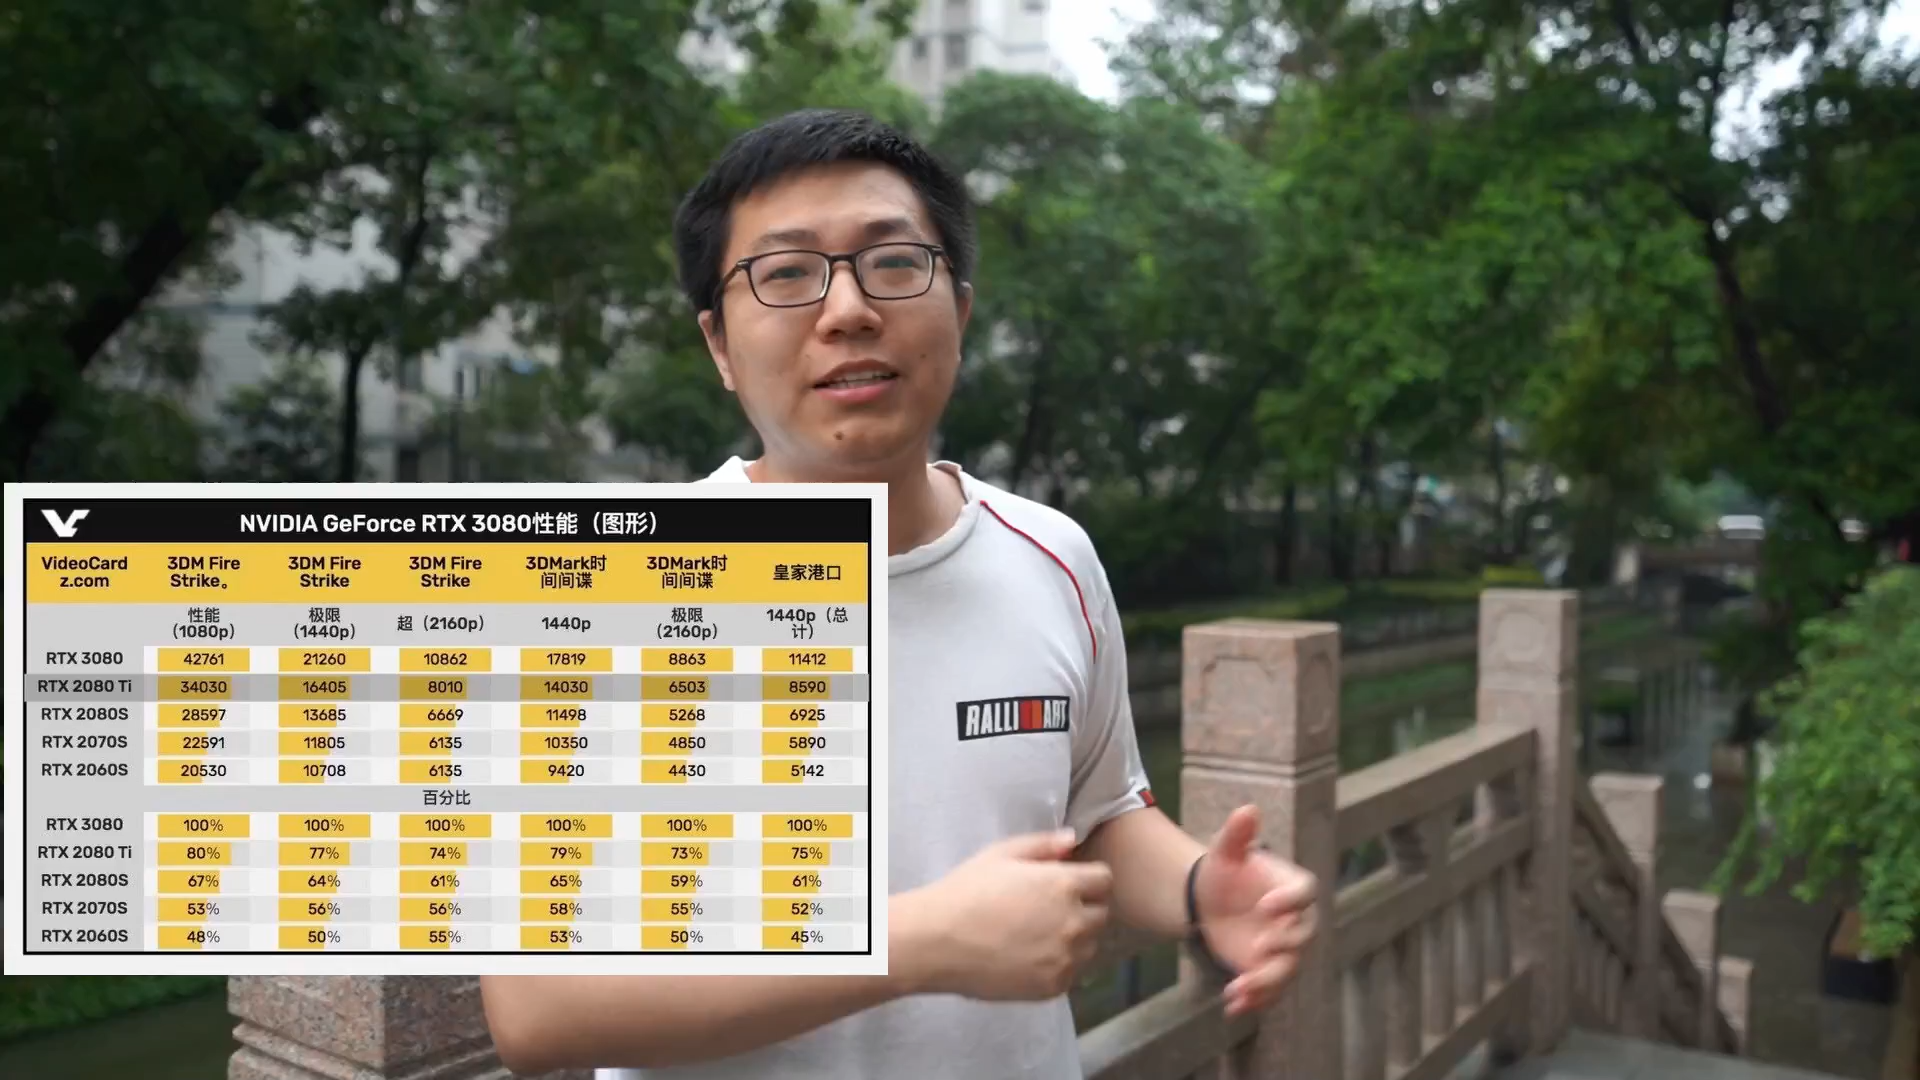 NVIDIA GeForce RTX 3080性能（图形）
VideoCard
z.com
3DM Fire
Strike。
3DM Fire
Strike
3DM Fire
Strike
3DMark时
间间谍
3DMark时
间间谍
皇家港口
性能
（1080p）
极限
（1440p）
超（2160p）
1440p
极限
（2160p）
1440p（总
计）
RTX 3080 42761 21260 10862 17819 8863 11412
RTX 2080 Ti 34030 16405 8010 14030 6503 8590
RTX 2080S 28597 13685 6669 11498 5268 6925
RTX 2070S 22591 11805 6135 10350 4850 5890
RTX 2060S 20530 10708 6135 9420 4430 5142
百分比
RTX 3080 100% 100% 100% 100% 100% 100%
RTX 2080 Ti 80% 77% 74% 79% 73% 75%
RTX 2080S 67% 64% 61% 65% 59% 61%
RTX 2070S 53% 56% 56% 58% 55% 52%
RTX 2060S 48% 50% 55% 53% 50% 45%
RALLIART